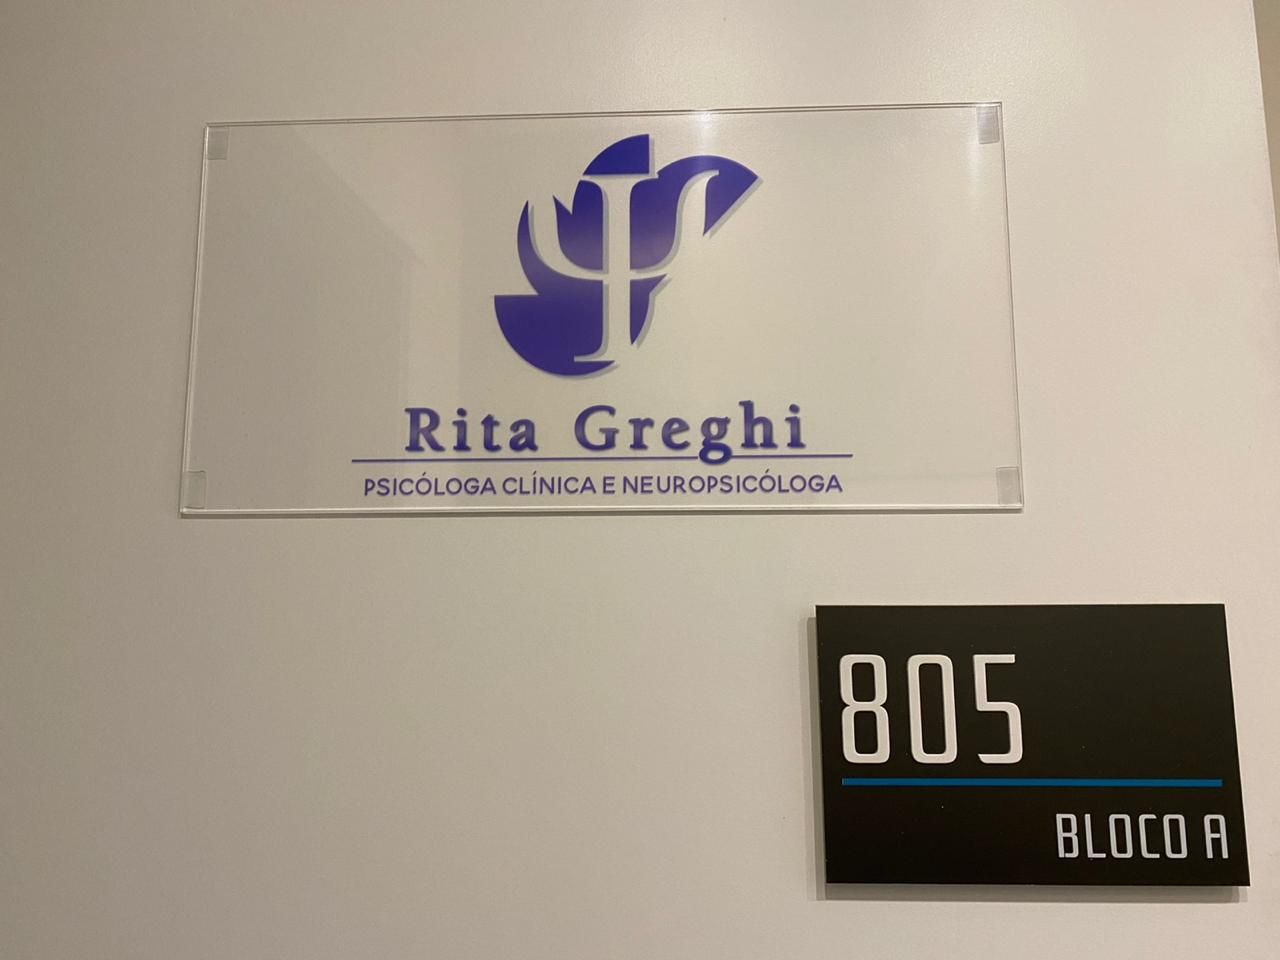 Rita Greghi
PSICÓLOGA CLÍNICA E NEUROPSICÓLOGA
805
BLOCO A